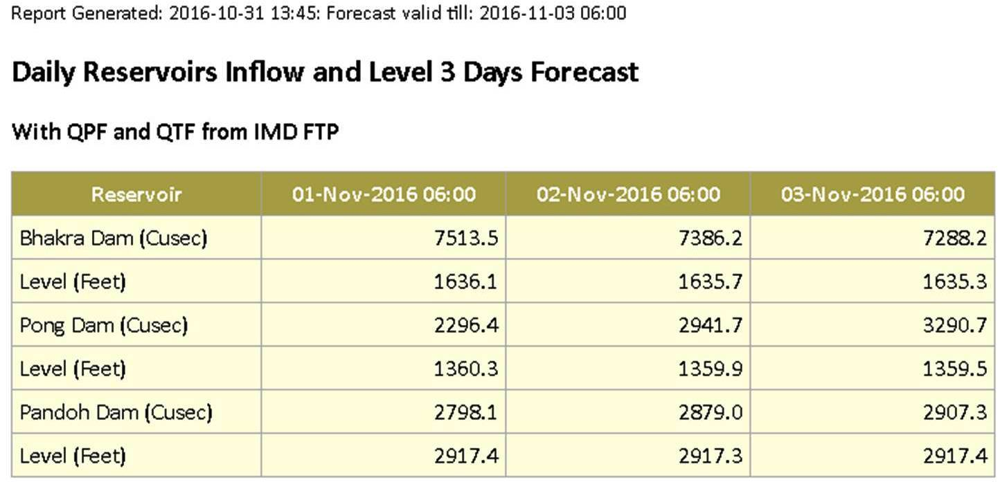 Report Generated: 2016-10-31 13:45: Forecast valid till: 2016-11-03 06:00
Daily Reservoirs Inflow and Level 3 Days Forecast
With QPF and QTF from IMD FTP
Reservoir 01-Nov-2016 06:00 02-Nov-2016 06:00 03-Nov-2016 06:00
Bhakra Dam (Cusec) 7513.5 7386.2 7288.2
Level (Feet) 1636.1 1635.7 1635.3
Pong Dam (Cusec) 2296.4 2941.7 3290.7
Level (Feet) 1360.3 1359.9 1359.5
Pandoh Dam (Cusec) 2798.1 2879.0 2907.3
Level (Feet) 2917.4 2917.3 2917.4